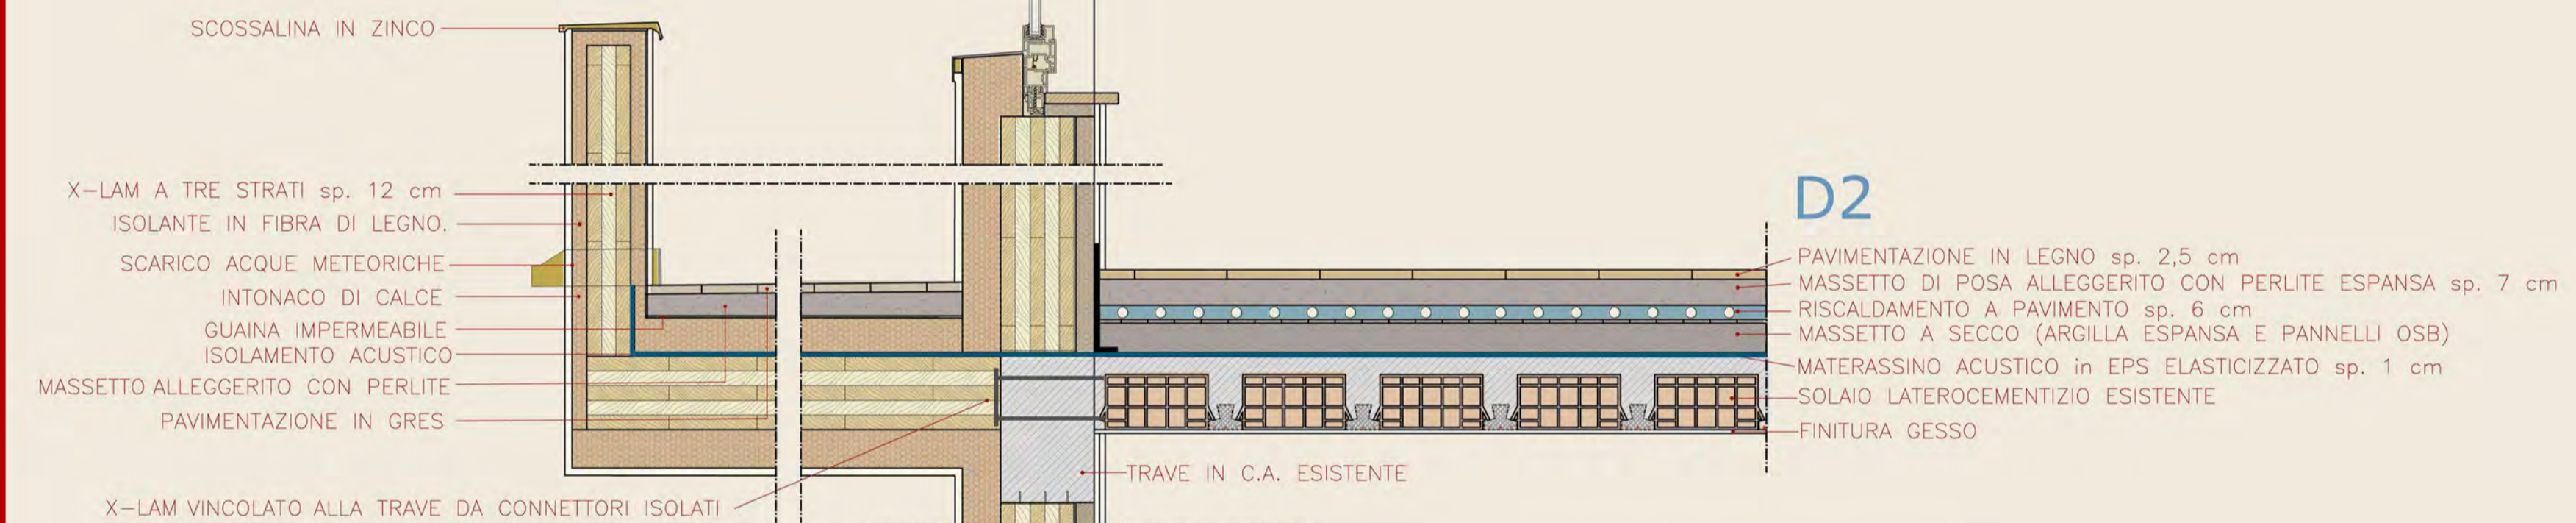 SCOSSALINA IN ZINCO
X-LAM A TRE STRATI sp. 12 cm
ISOLANTE IN FIBRA DI LEGNO.
SCARICO ACQUE METEORICHE
INTONACO DI CALCE
GUAINA IMPERMEABILE
ISOLAMENTO ACUSTICO
MASSETTO ALLEGGERITO CON PERLITE
PAVIMENTAZIONE IN GRES
X-LAM VINCOLATO ALLA TRAVE DA CONNETTORI ISOLATI
TRAVE IN C.A. ESISTENTE
D2
PAVIMENTAZIONE IN LEGNO sp. 2,5 cm
MASSETTO DI POSA ALLEGGERITO CON PERLITE ESPANSA sp. 7 cm
RISCALDAMENTO A PAVIMENTO sp. 6 cm
MASSETTO A SECCO (ARGILLA ESPANSA E PANNELLI OSB)
MATERASSINO ACUSTICO in EPS ELASTICIZZATO sp. 1 cm
SOLAIO LATEROCEMENTIZIO ESISTENTE
FINITURA GESSO